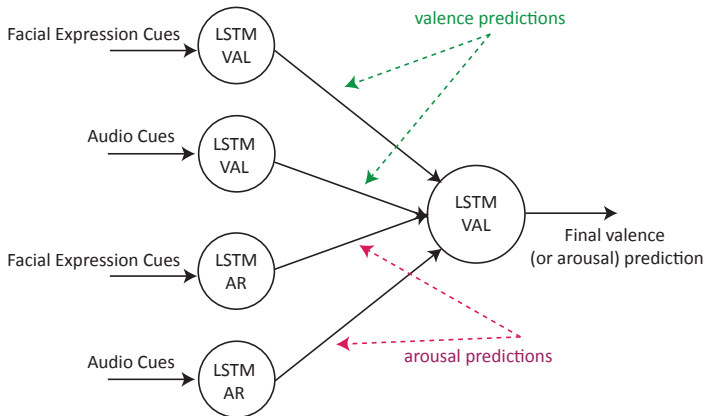 valence predictions
Facial Expression Cues
LSTM
VAL
Audio Cues
LSTM
VAL
LSTM
VAL
Final valence
(or arousal) prediction
Facial Expression Cues
LSTM
AR
arousal predictions
Audio Cues
LSTM
AR